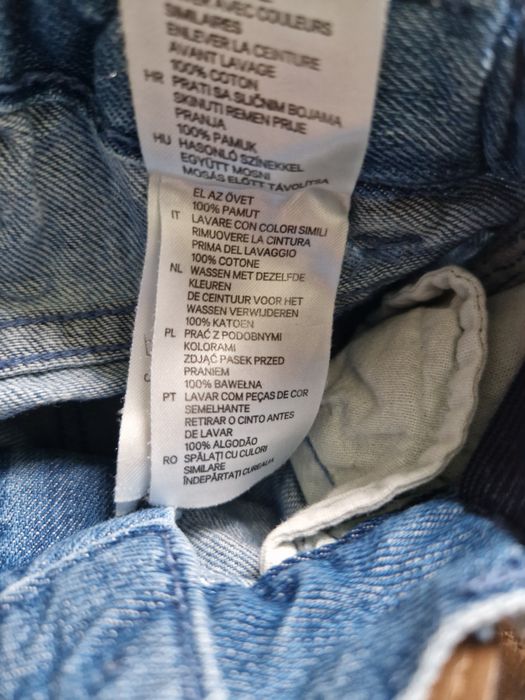 AVEC COULEURS
SIMILAIRES
ENLEVER LA CEINTURE
AVANT LAVAGE
100% COTON
HR PRATI SA SLIČNIM BOJAMA
SKINUTI REMEN PRIJE
PRANJA
100% PAMUK
HU HASONLÓ SZÍNEKKEL
EGYÜTT MOSNI
MOSÁS ELŐTT TÁVOLÍTSA
EL AZ ÖVET
100% PAMUT
IT LAVARE CON COLORI SIMILI
RIMUOVERE LA CINTURA
PRIMA DEL LAVAGGIO
100% COTONE
NL WASSEN MET DEZELFDE
KLEUREN
DE CEINTUUR VOOR HET
WASSEN VERWIJDEREN
100% KATOEN
PL PRAĆ Z PODOBNYMI
KOLORAMI
ZDJĄĆ PASEK PRZED
PRANIEM
100% BAWEŁNA
PT LAVAR COM PEÇAS DE COR
SEMELHANTE
RETIRAR O CINTO ANTES
DE LAVAR
100% ALGODÃO
RO SPĂLAȚI CU CULORI
SIMILARE
ÎNDEPĂRTAȚI CUREAUA